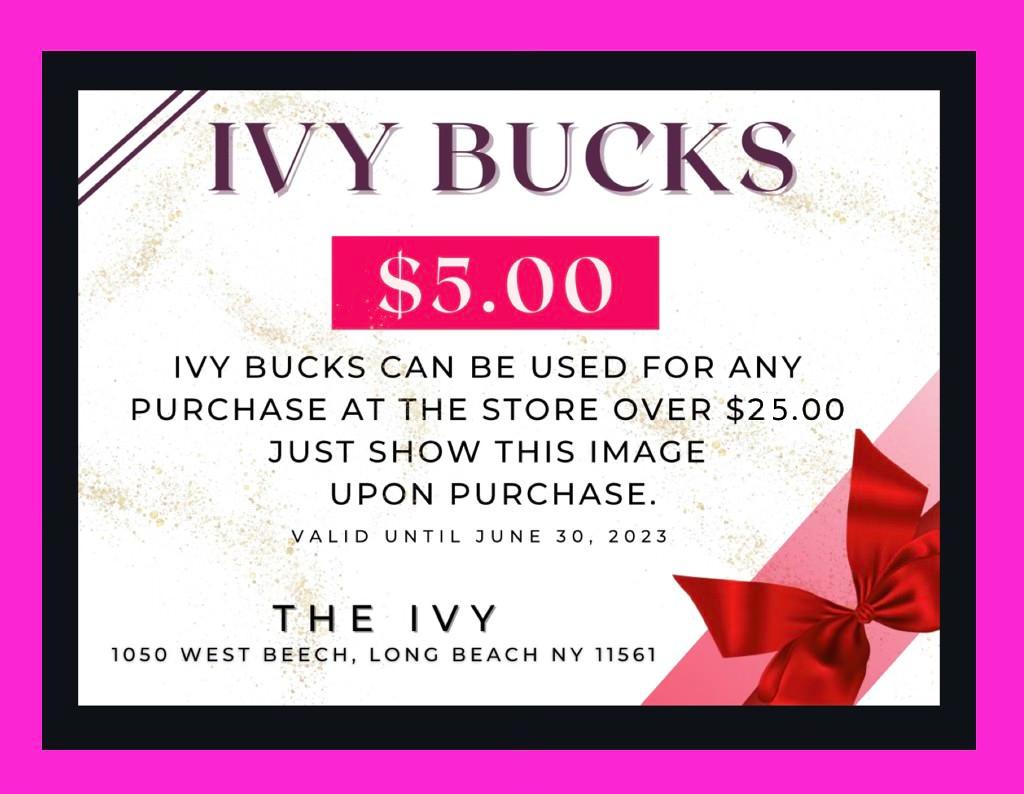 IVY BUCKS
$5.00
IVY BUCKS CAN BE USED FOR ANY
PURCHASE AT THE STORE OVER $25.00
JUST SHOW THIS IMAGE
UPON PURCHASE.
VALID UNTIL JUNE 30, 2023
THE IVY
1050 WEST BEECH, LONG BEACH NY 11561